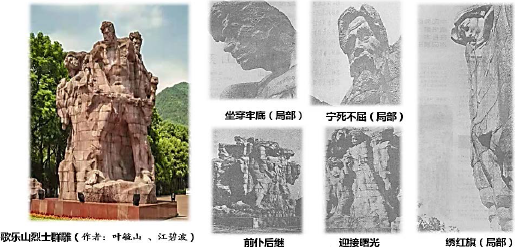 坐穿牢底（局部）
宁死不屈（局部）
歌乐山烈士群雕（作者：叶毓山 、江碧波）
前仆后继
迎接曙光
绣红旗（局部）